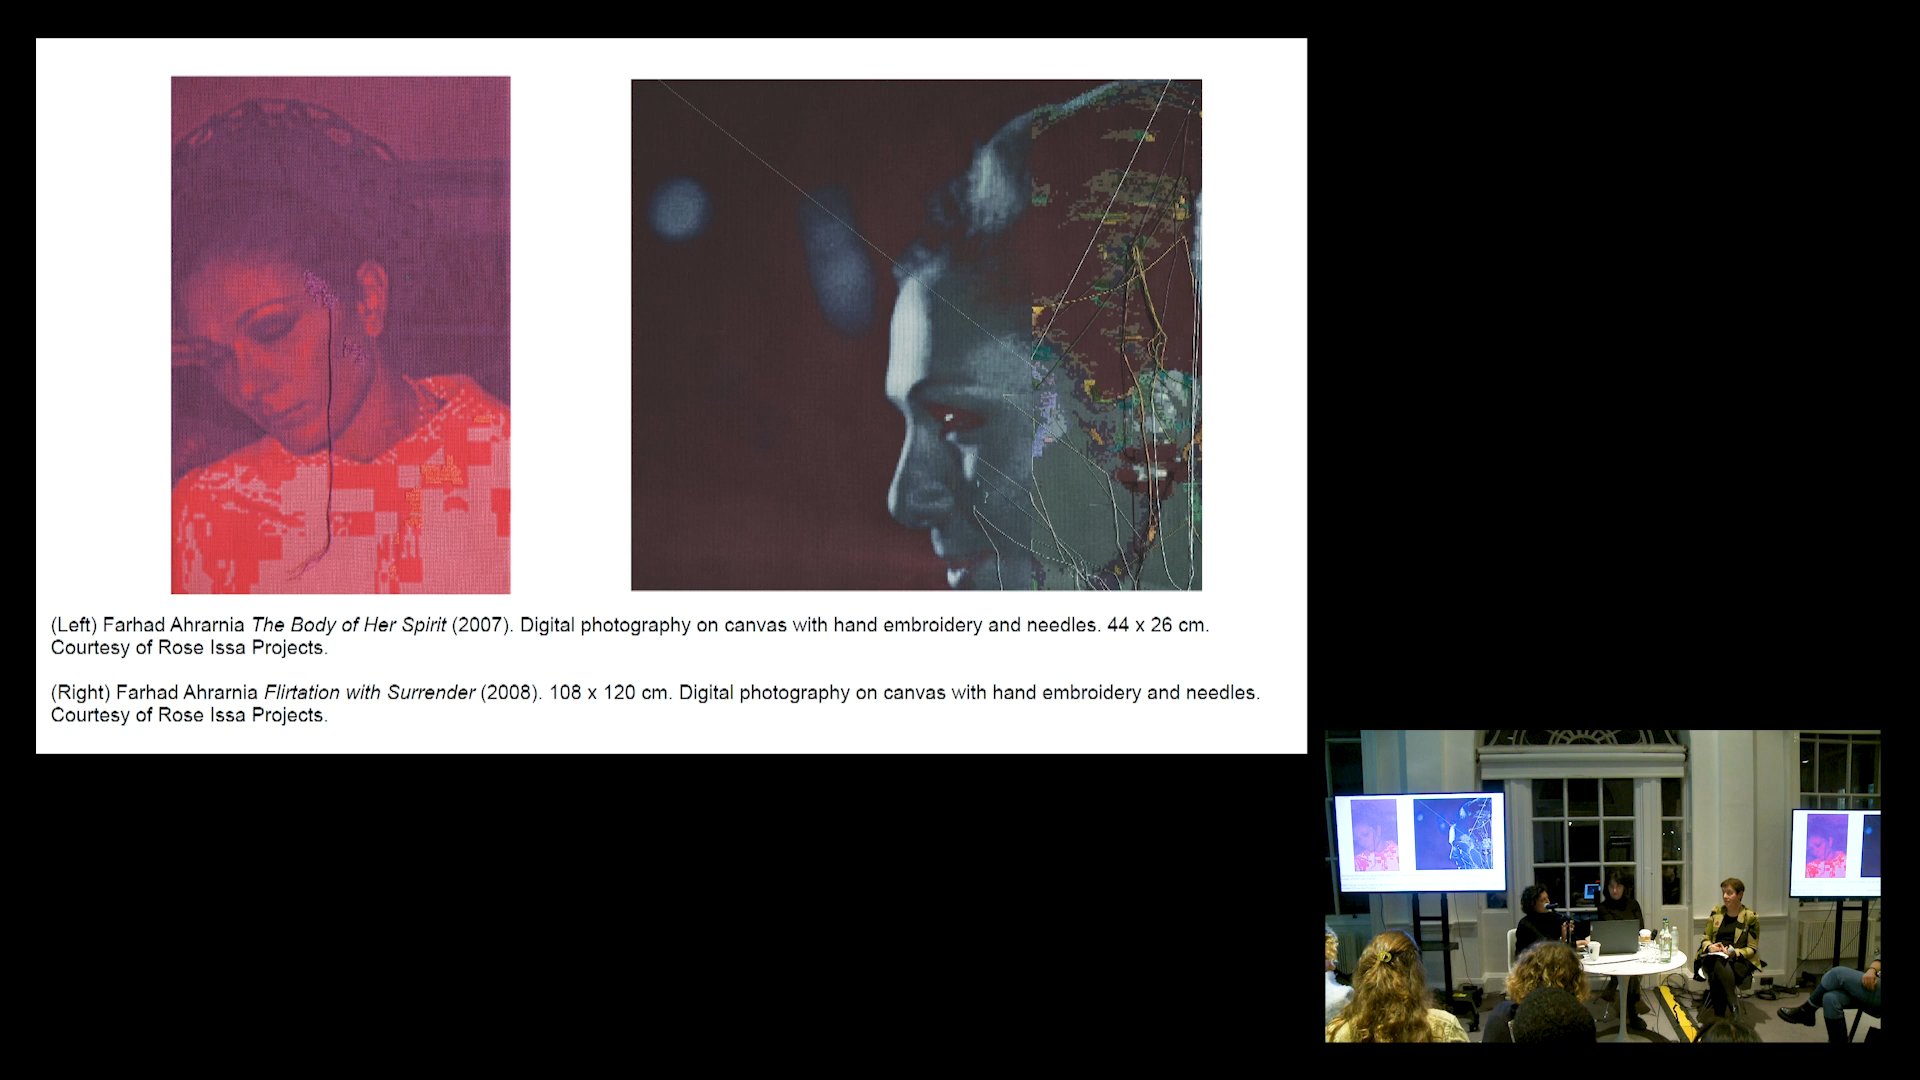 (Left) Farhad Ahrarnia The Body of Her Spirit (2007). Digital photography on canvas with hand embroidery and needles. 44 x 26 cm.
Courtesy of Rose Issa Projects.
(Right) Farhad Ahrarnia Flirtation with Surrender (2008). 108 x 120 cm. Digital photography on canvas with hand embroidery and needles.
Courtesy of Rose Issa Projects.